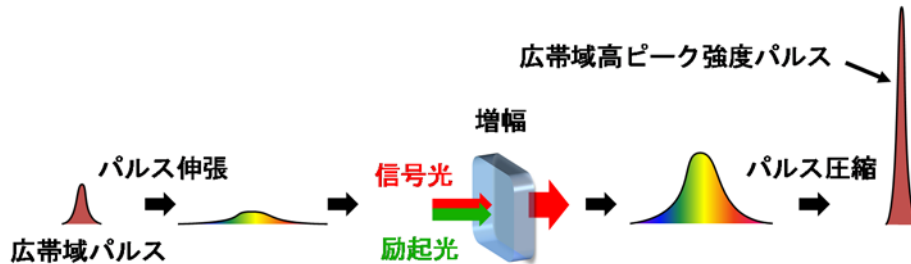 広帯域高ピーク強度パルス
増幅
パルス伸張
信号光
パルス圧縮
励起光
広帯域パルス